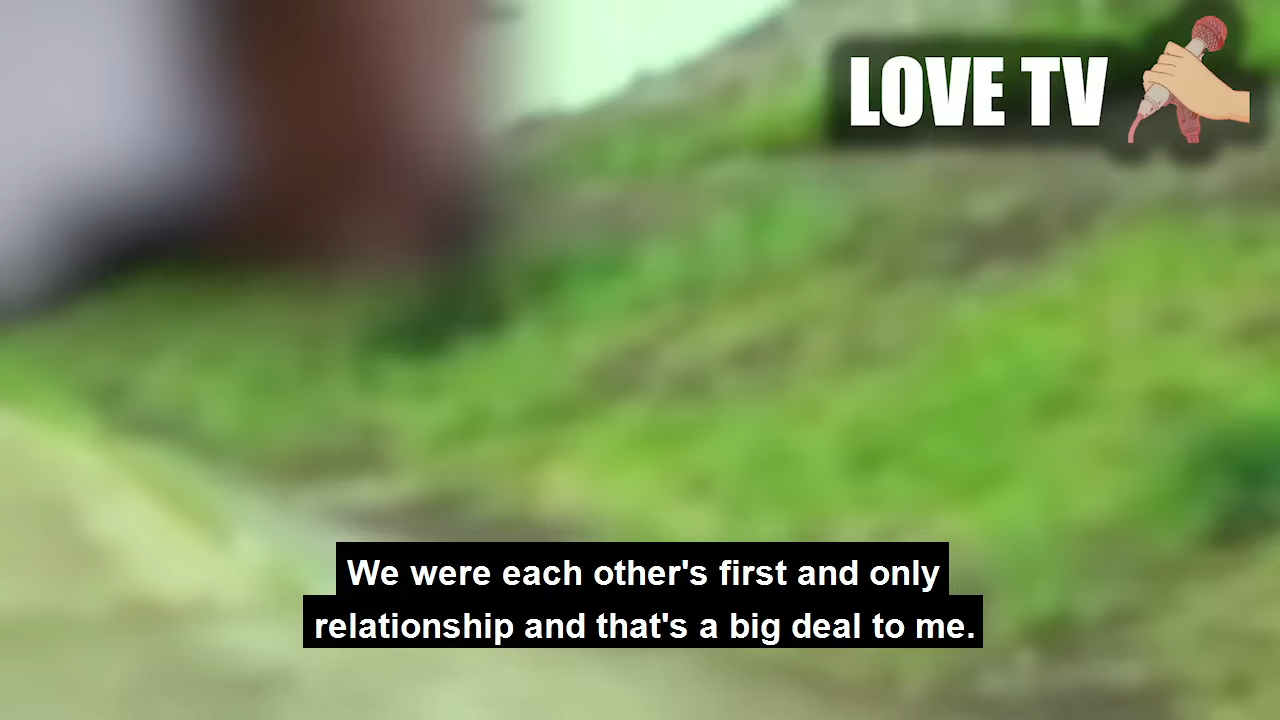 LOVE TV
We were each other's first and only
relationship and that's a big deal to me.